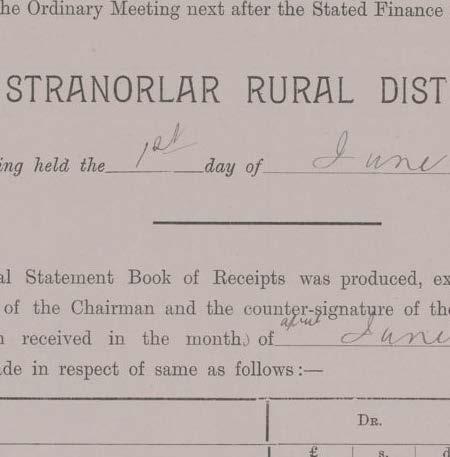 he Ordinary Meeting next after the Stated Finance
STRANORLAR RURAL DIST
ing held the 1st day of June
al Statement Book of Receipts was produced, ex
of the Chairman and the counter-signature of the
april
n received in the month of June
de in respect of same as follows:—
DR.
£ s. d